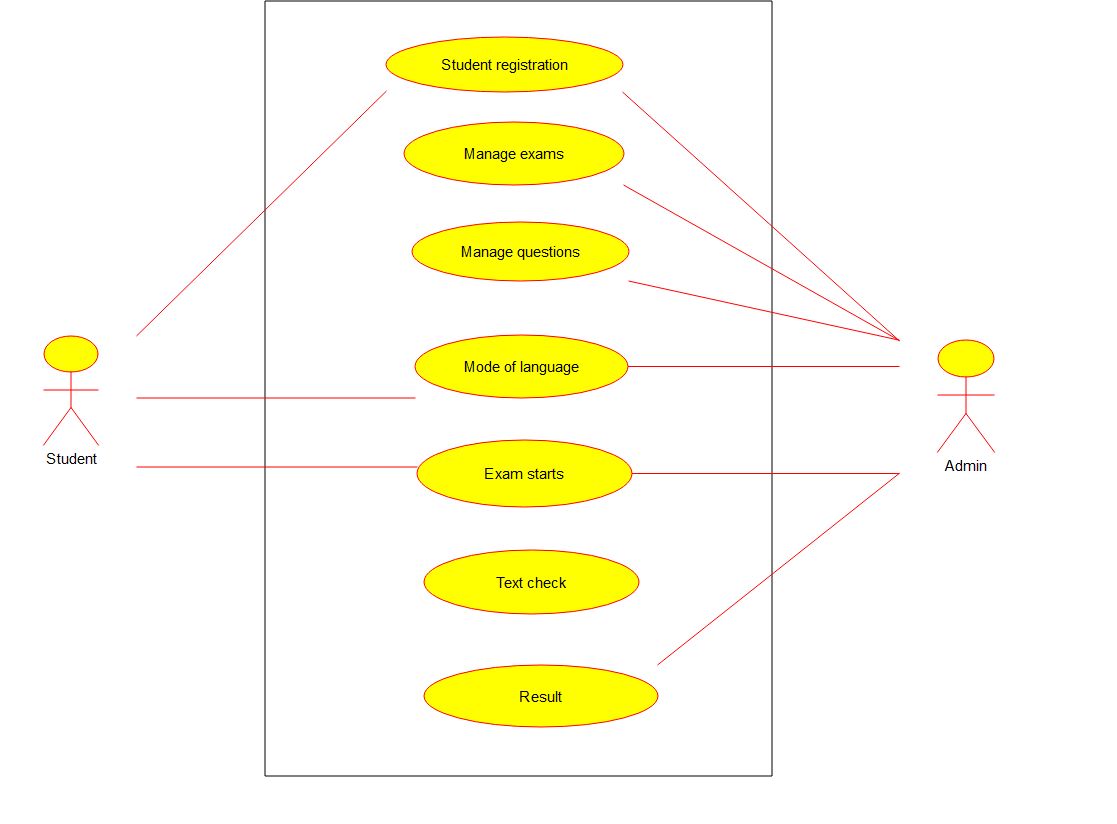 Student registration
Manage exams
Manage questions
Mode of language
Exam starts
Student
Admin
Text check
Result